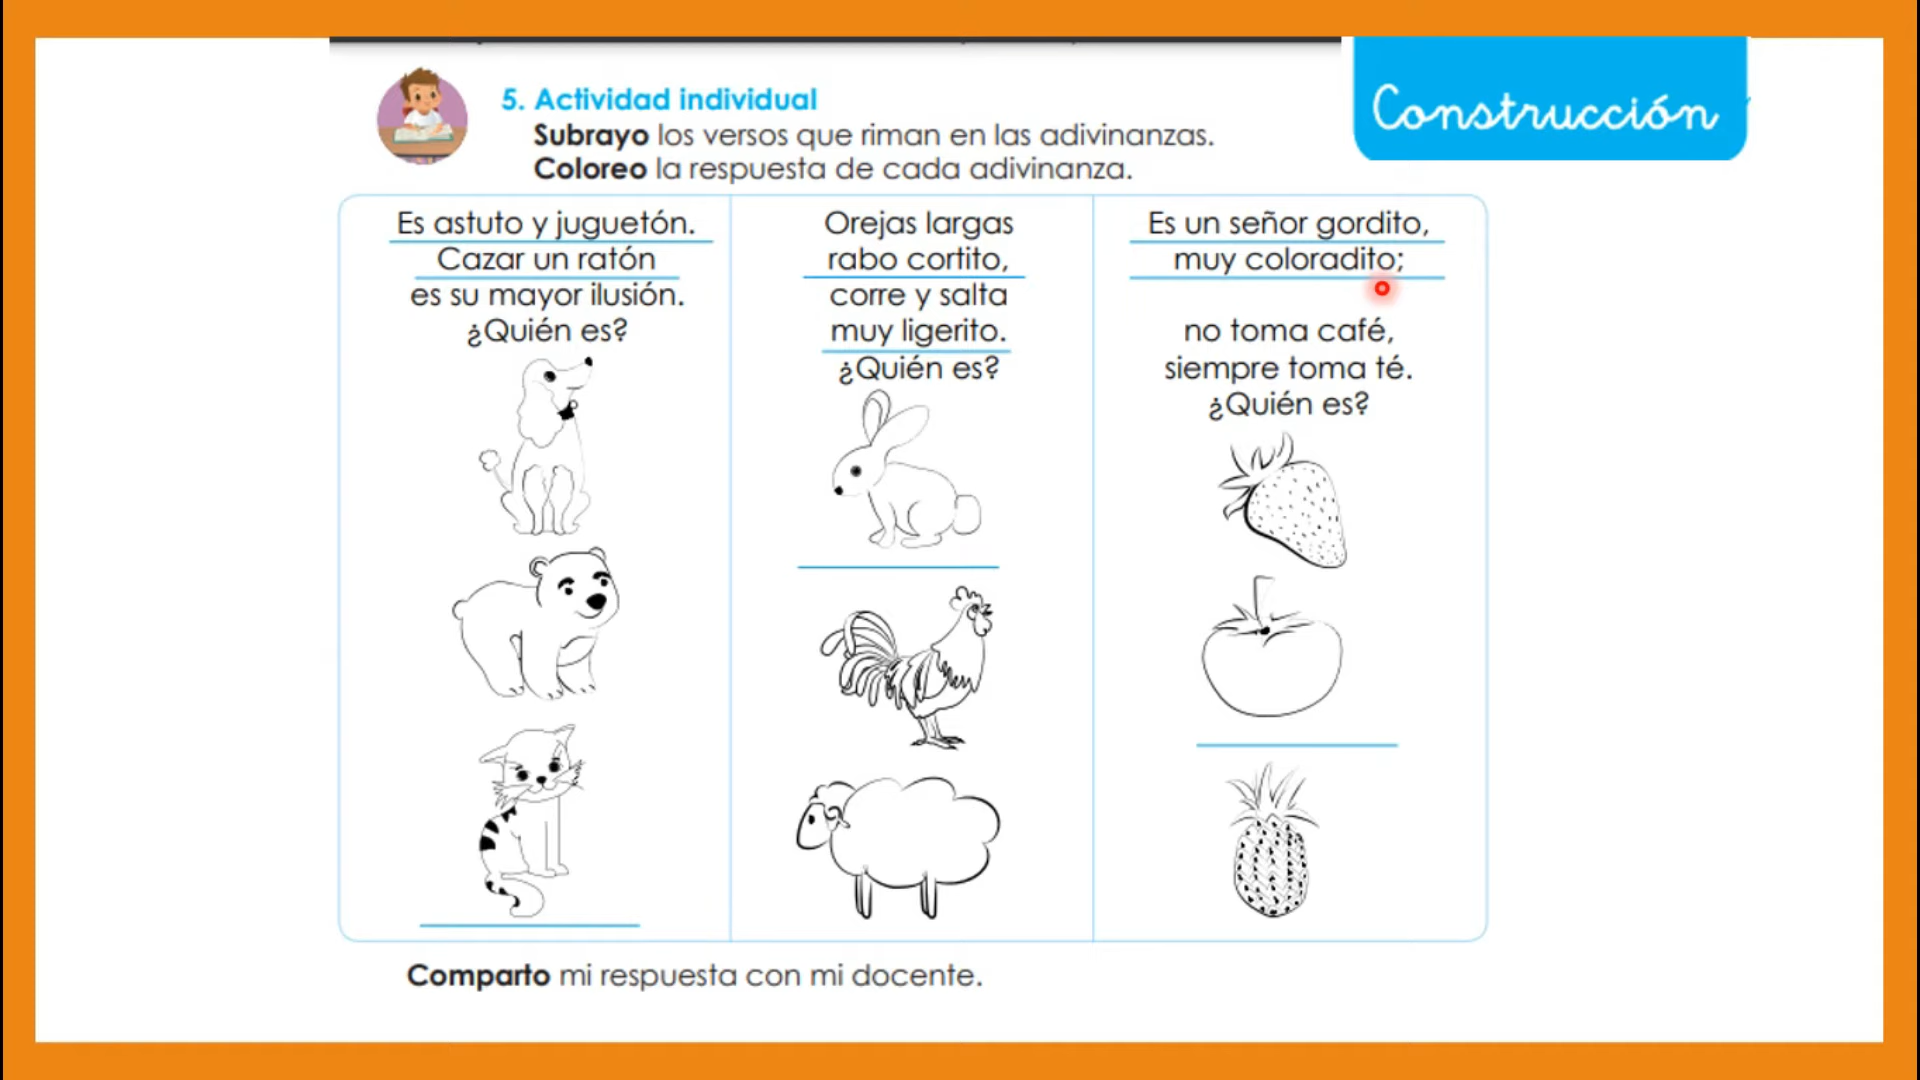 Construcción
5. Actividad individual
Subrayo los versos que riman en las adivinanzas.
Coloreo la respuesta de cada adivinanza.
Es astuto y juguetón.
Cazar un ratón
es su mayor ilusión.
¿Quién es?
Orejas largas
rabo cortito,
corre y salta
muy ligerito.
¿Quién es?
Es un señor gordito,
muy coloradito;
no toma café,
siempre toma té.
¿Quién es?
Comparto mi respuesta con mi docente.